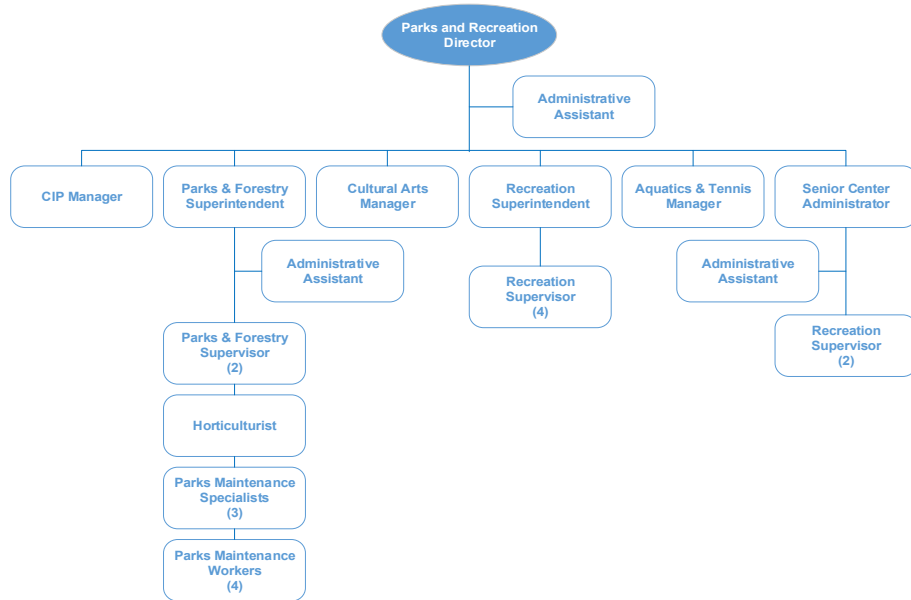 Parks and Recreation
Director
Administrative
Assistant
CIP Manager
Parks & Forestry
Superintendent
Cultural Arts
Manager
Recreation
Superintendent
Aquatics & Tennis
Manager
Senior Center
Administrator
Administrative
Assistant
Recreation
Supervisor
(4)
Administrative
Assistant
Parks & Forestry
Supervisor
(2)
Recreation
Supervisor
(2)
Horticulturist
Parks Maintenance
Specialists
(3)
Parks Maintenance
Workers
(4)